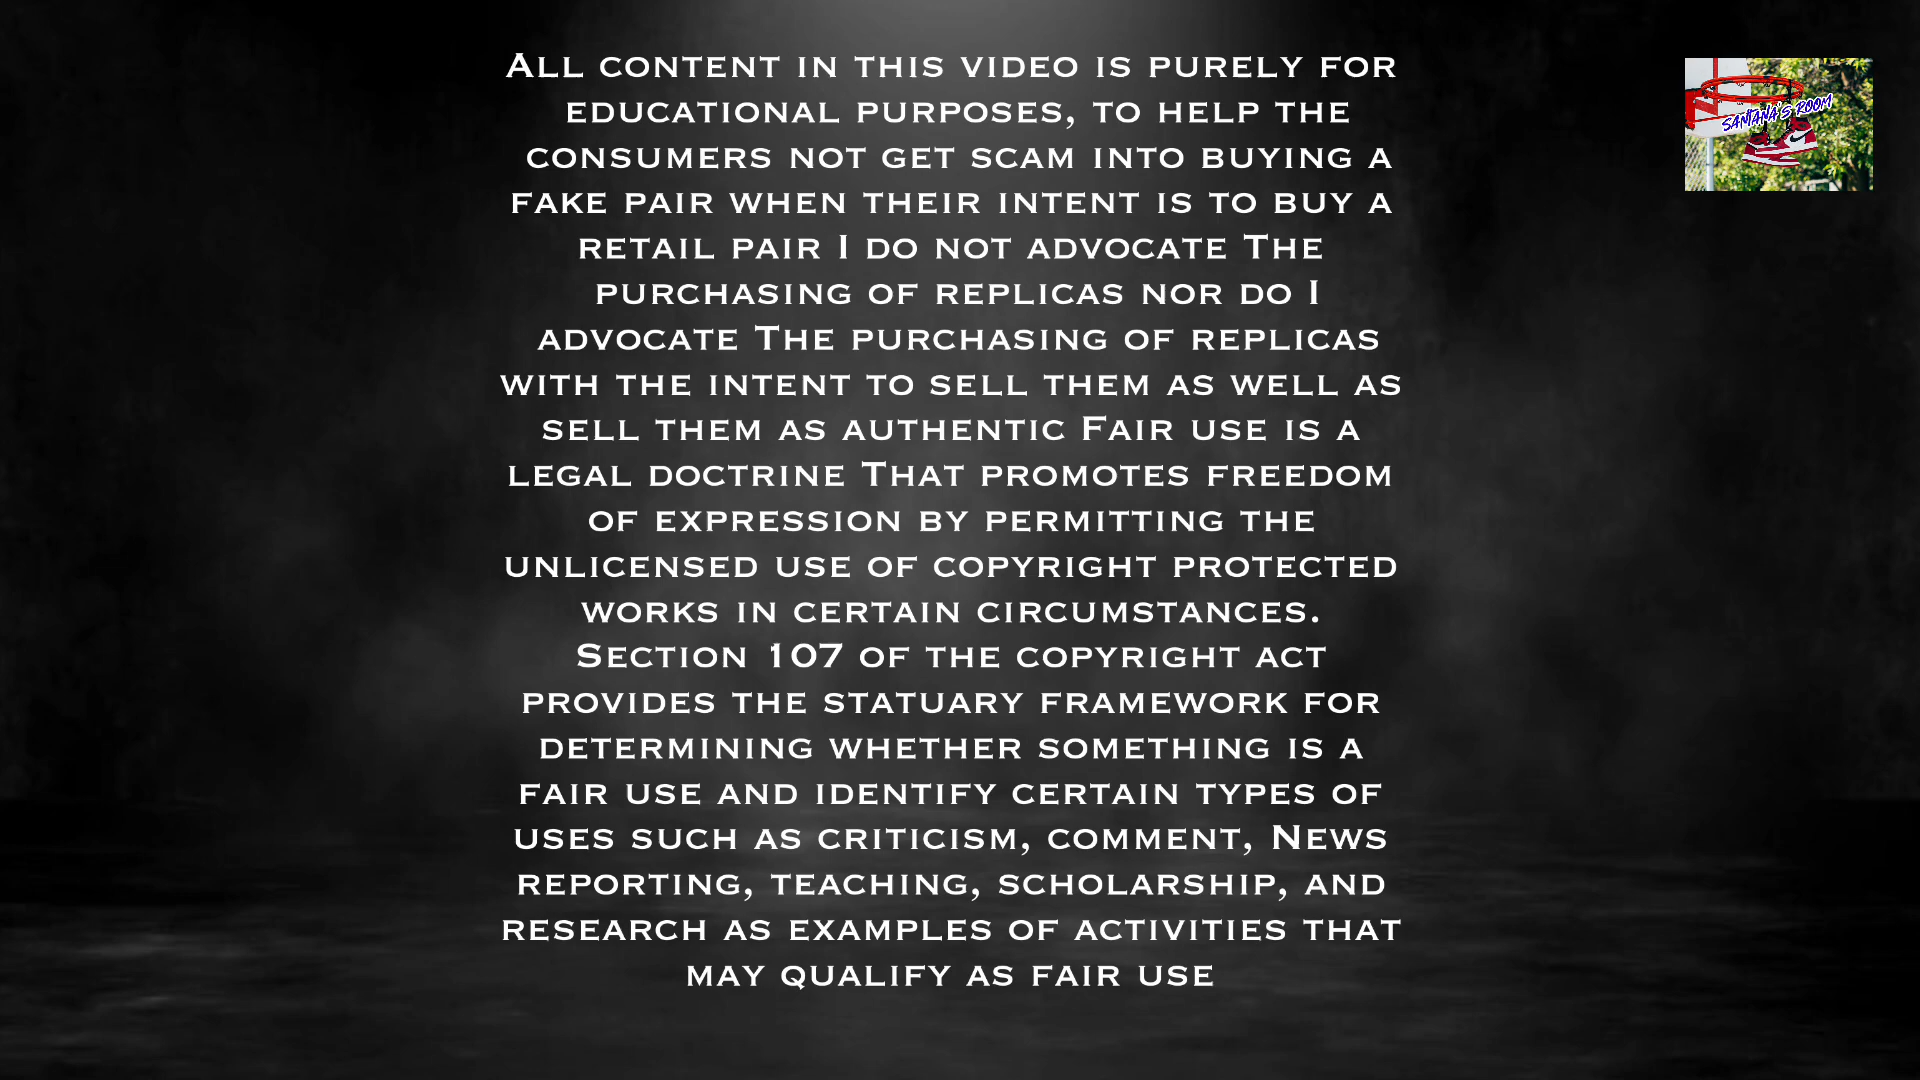 All content in this video is purely for
educational purposes, to help the
consumers not get scam into buying a
fake pair when their intent is to buy a
retail pair I do not advocate The
purchasing of replicas nor do I
advocate The purchasing of replicas
with the intent to sell them as well as
sell them as authentic Fair use is a
legal doctrine That promotes freedom
of expression by permitting the
unlicensed use of copyright protected
works in certain circumstances.
Section 107 of the copyright act
provides the statuary framework for
determining whether something is a
fair use and identify certain types of
uses such as criticism, comment, News
reporting, teaching, scholarship, and
research as examples of activities that
may qualify as fair use
SANTANA'S ROOM